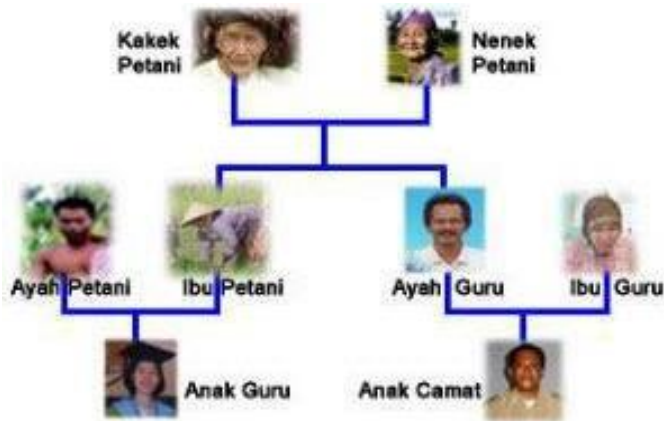 Kakek
Petani
Nenek
Petani
Ayah Petani
Ibu Petani
Ayah Guru
Ibu Guru
Anak Guru
Anak Camat